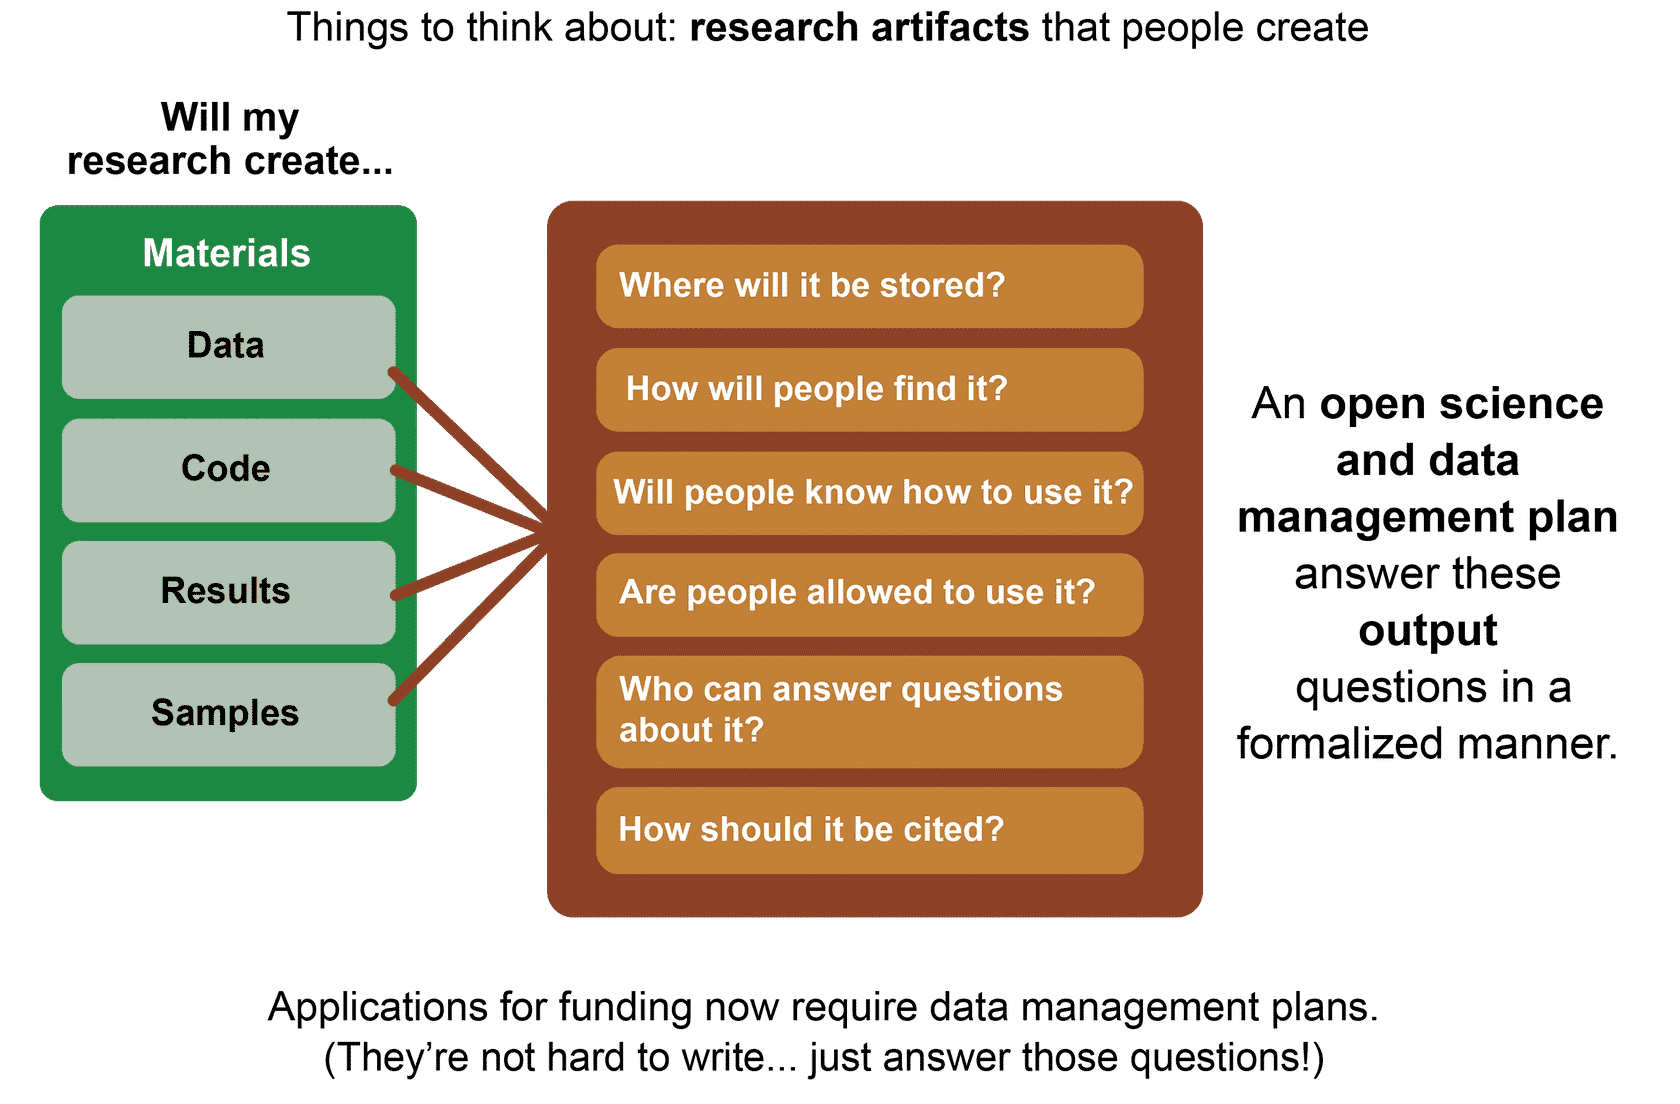 Things to think about: research artifacts that people create
Will my
research create...
Materials
Data
Code
Results
Samples
Where will it be stored?
How will people find it?
Will people know how to use it?
Are people allowed to use it?
Who can answer questions
about it?
How should it be cited?
An open science
and data
management plan
answer these
output
questions in a
formalized manner.
Applications for funding now require data management plans.
(They’re not hard to write... just answer those questions!)